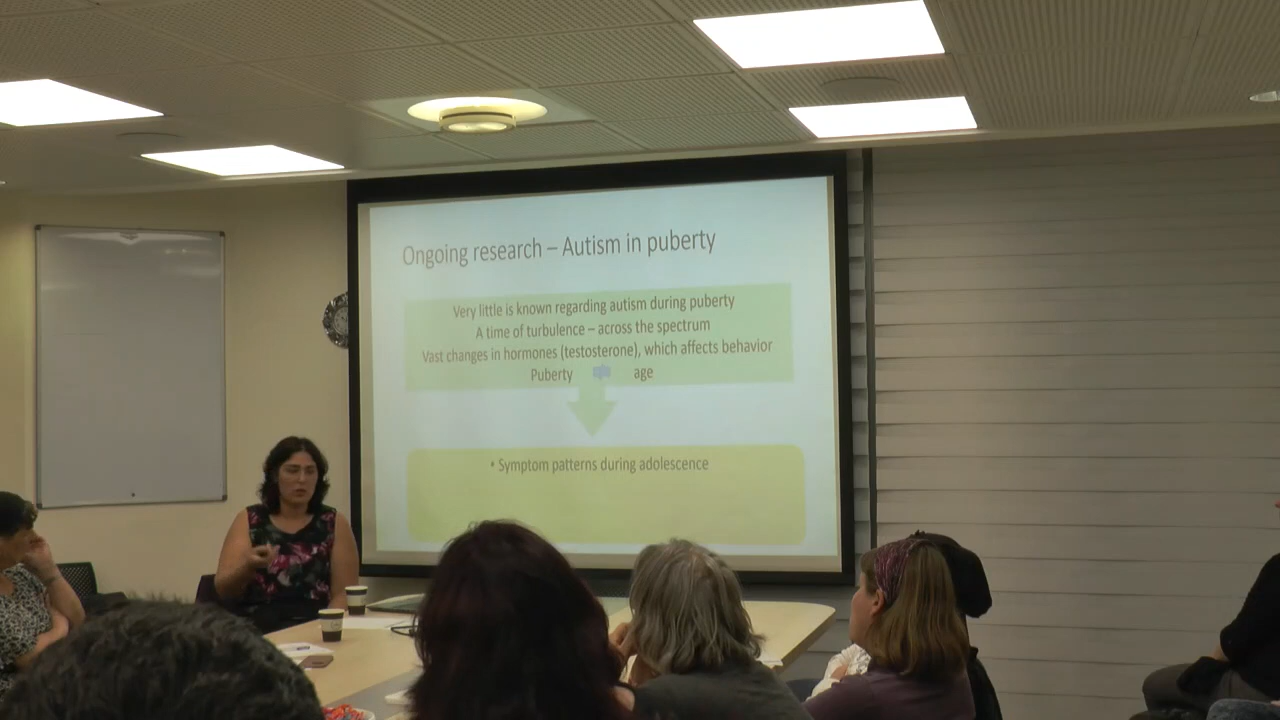 Ongoing research – Autism in puberty
Very little is known regarding autism during puberty
A time of turbulence – across the spectrum
Vast changes in hormones (testosterone), which affects behavior
Puberty age
• Symptom patterns during adolescence